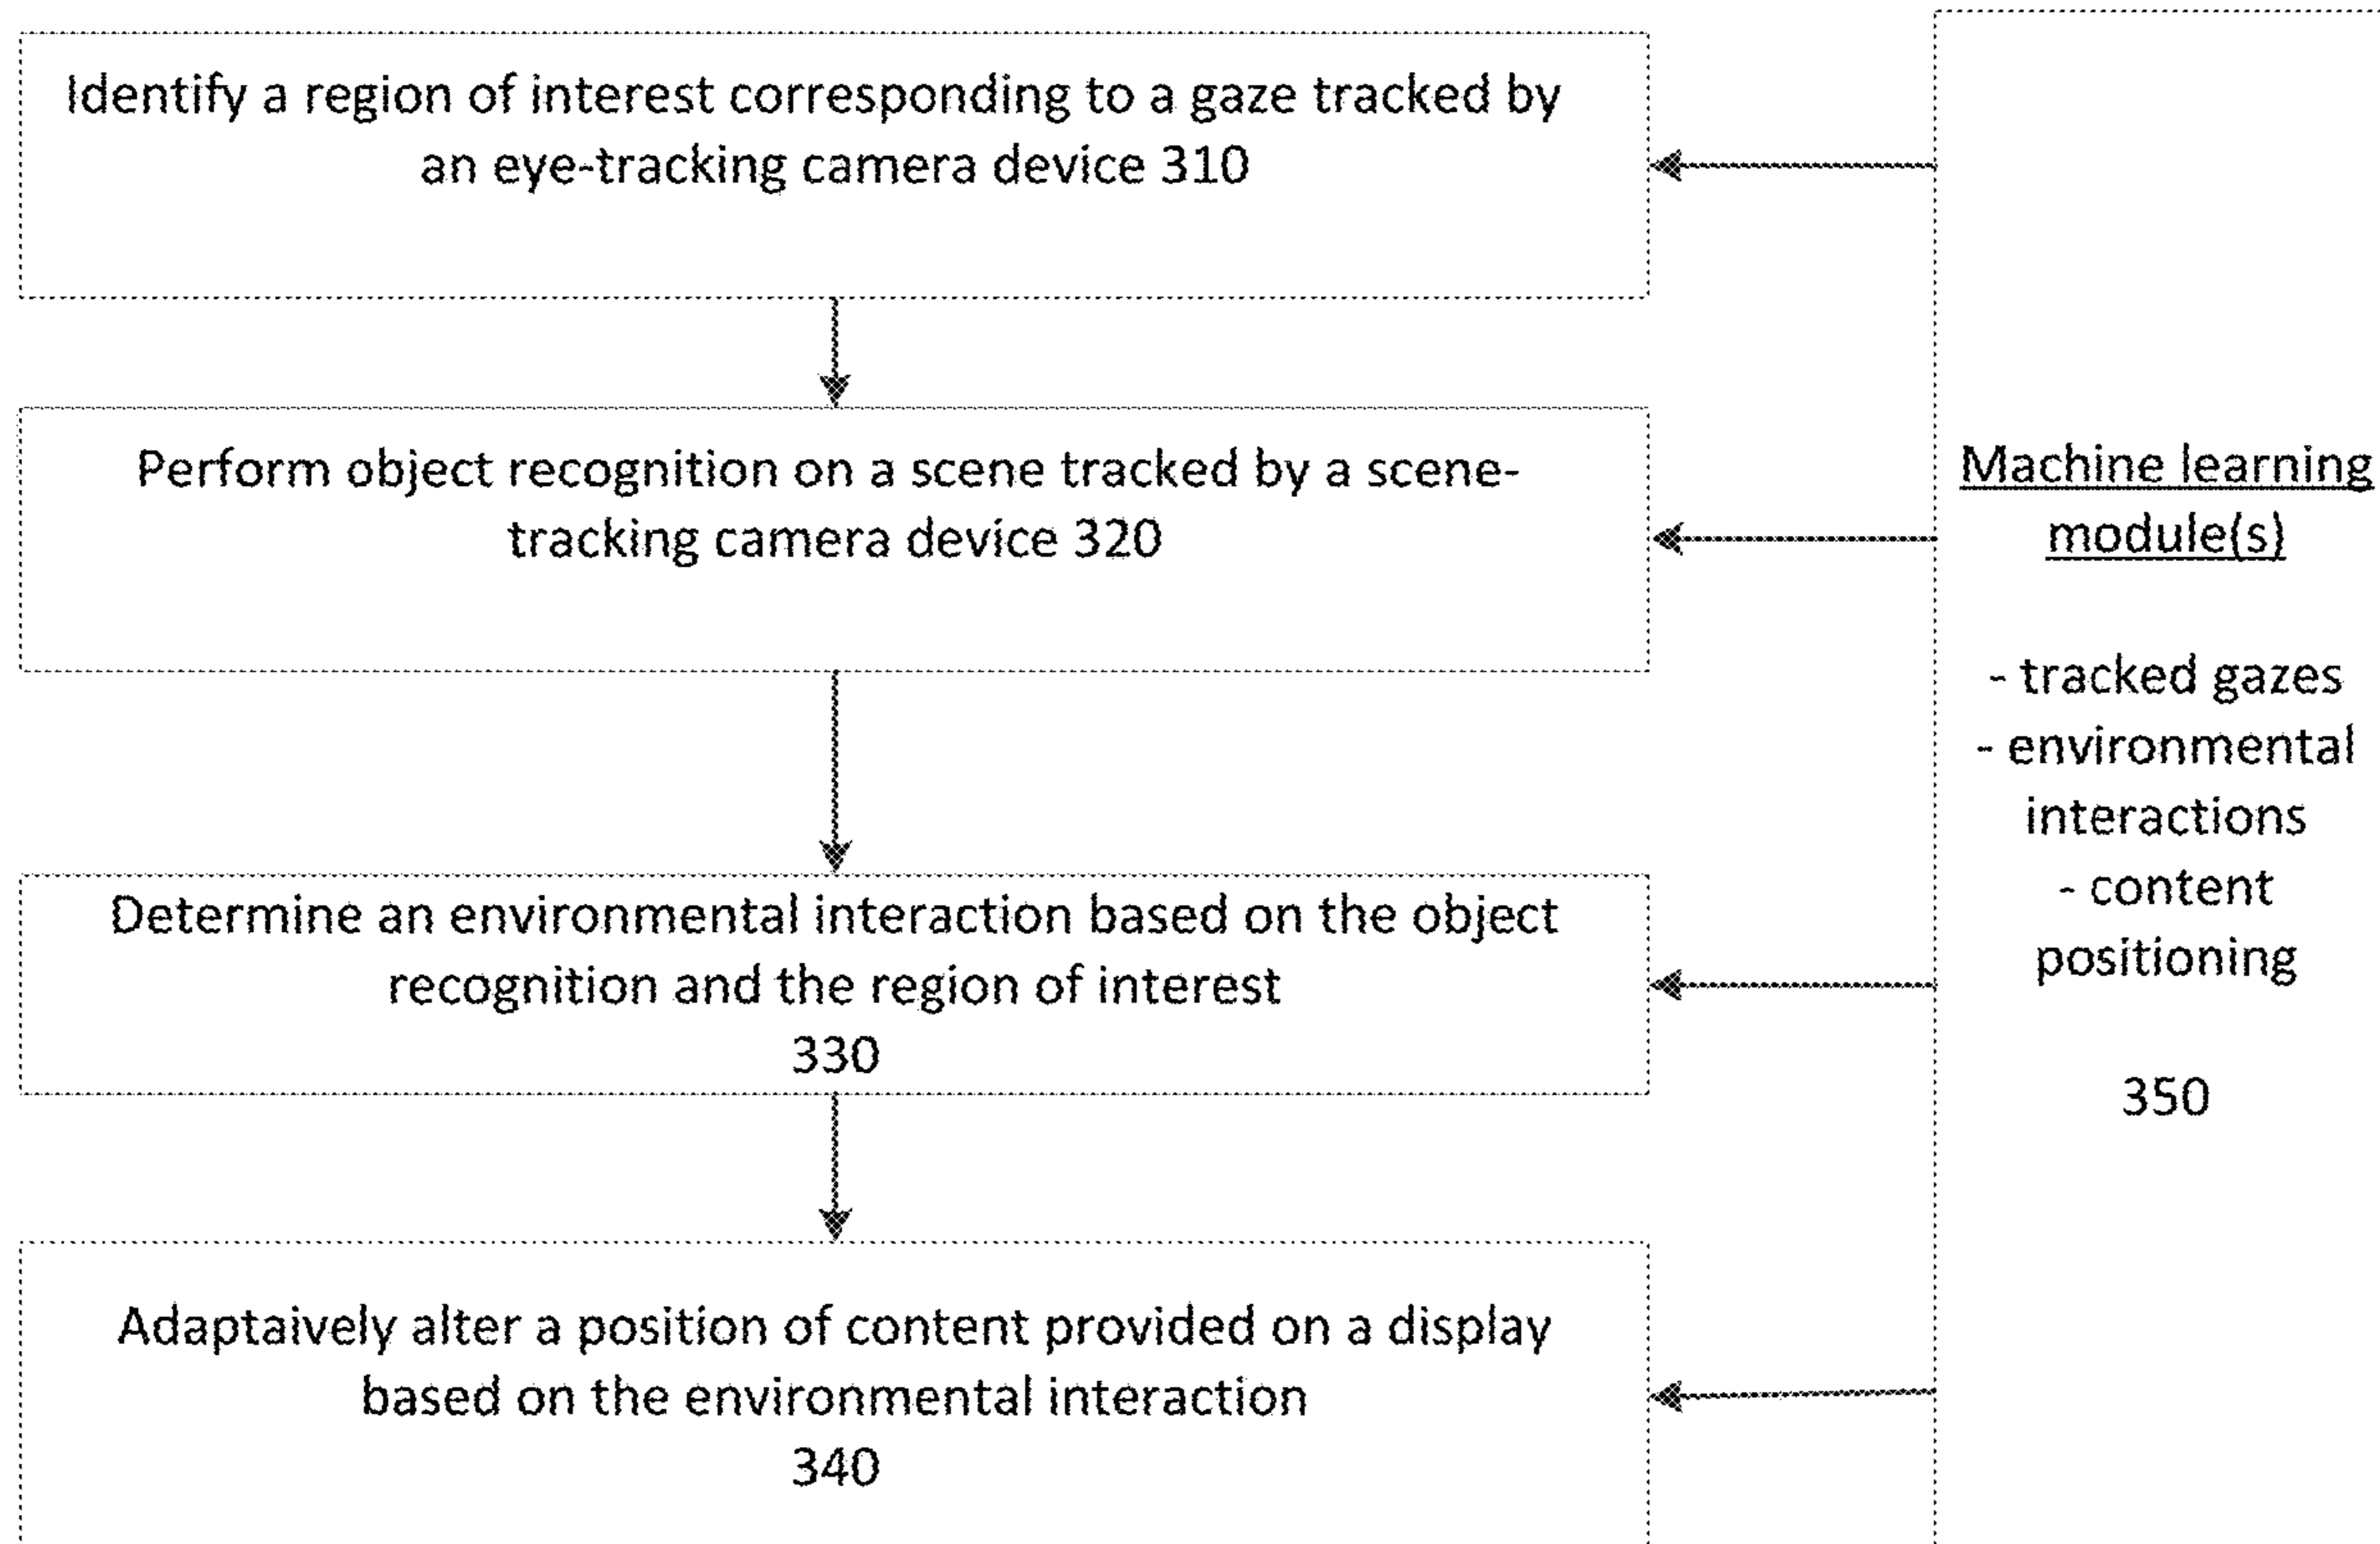 Identify a region of interest corresponding to a gaze tracked by
an eye-tracking camera device 310
Perform object recognition on a scene tracked by a scene-
tracking camera device 320
Determine an environmental interaction based on the object
recognition and the region of interest
330
Adaptaively alter a position of content provided on a display
based on the environmental interaction
340
Machine learning
module(s)
- tracked gazes
- environmental
interactions
- content
positioning
350